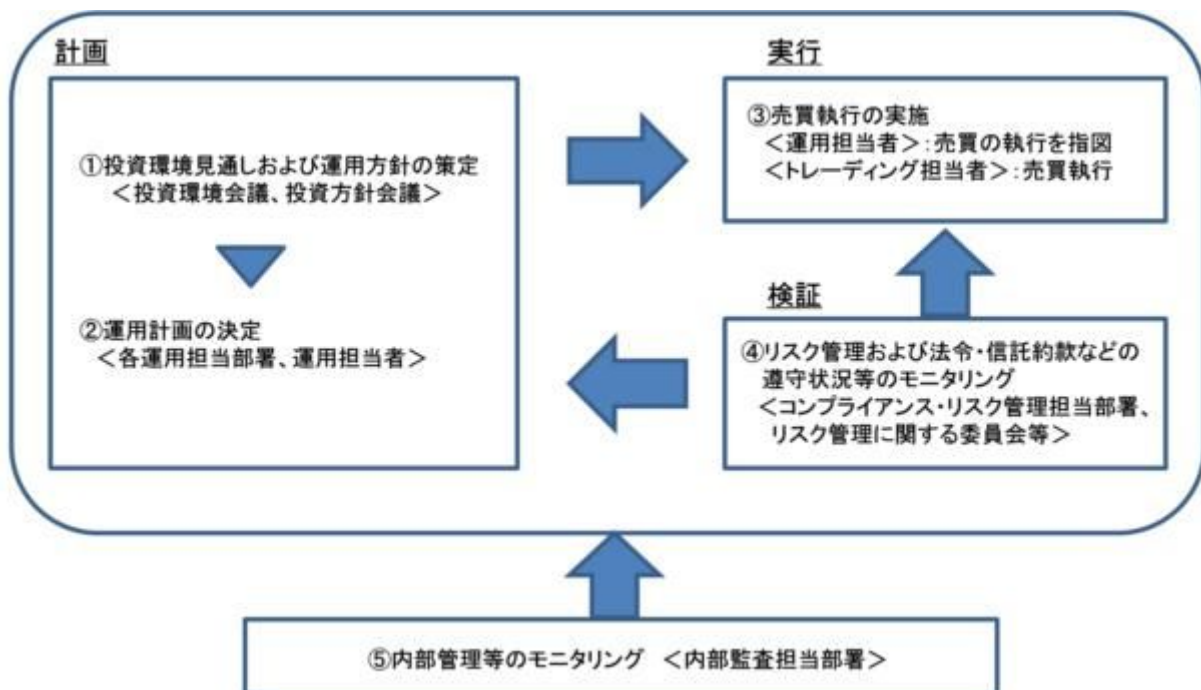 計画
①投資環境見通しおよび運用方針の策定
＜投資環境会議、投資方針会議＞
②運用計画の決定
＜各運用担当部署、運用担当者＞
実行
③売買執行の実施
＜運用担当者＞：売買の執行を指図
＜トレーディング担当者＞：売買執行
検証
④リスク管理および法令・信託約款などの
遵守状況等のモニタリング
＜コンプライアンス・リスク管理担当部署、
リスク管理に関する委員会等＞
⑤内部管理等のモニタリング　＜内部監査担当部署＞